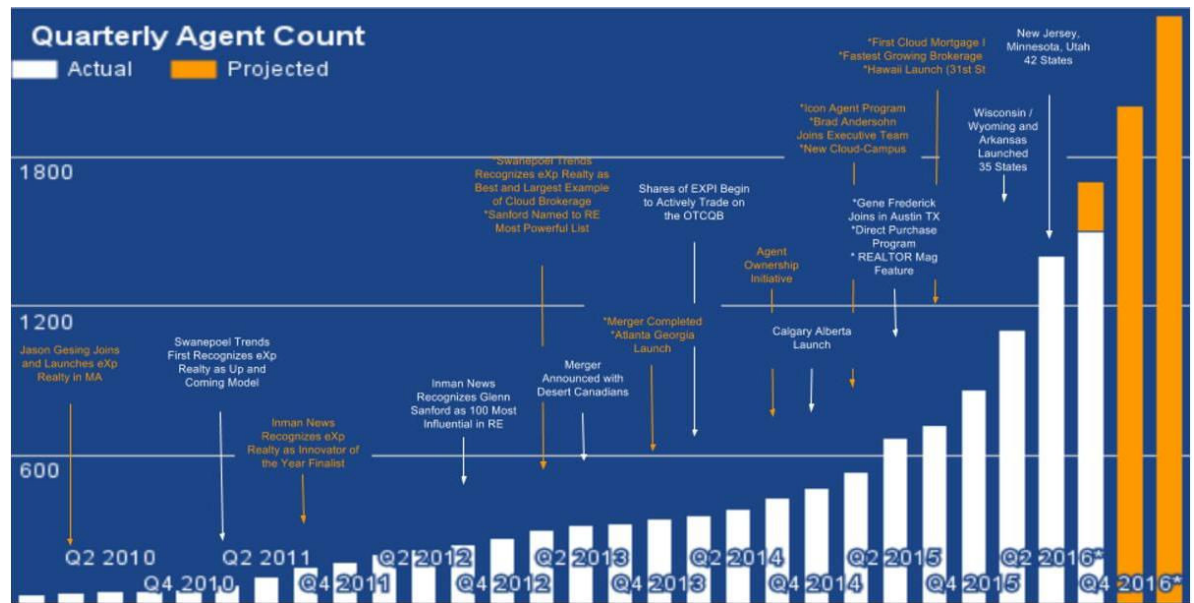 Quarterly Agent Count
Actual
Projected
1800
1200
600
Jason Gesing Joins
and Launches eXp
Realty in MA
Swanepoel Trends
First Recognizes eXp
Realty as Up and
Coming Model
Inman News
Recognizes eXp
Realty as Innovator of
the Year Finalist
Inman News
Recognizes Glenn
Sanford as 100 Most
Influential in RE
*Swanepoel Trends
Recognizes eXp Realty as
Best and Largest Example
of Cloud Brokerage
*Sanford Named to RE
Most Powerful List
Merger
Announced with
Desert Canadians
*Merger Completed
*Atlanta Georgia
Launch
Shares of EXPI Begin
to Actively Trade on
the OTCQB
Agent
Ownership
Initiative
Calgary Alberta
Launch
*Icon Agent Program
*Brad Andersohn
Joins Executive Team
*New Cloud-Campus
*Gene Frederick
Joins in Austin TX
*Direct Purchase
Program
* REALTOR Mag
Feature
*First Cloud Mortgage
*Fastest Growing Brokerage
*Hawaii Launch (31st St
Wisconsin /
Wyoming and
Arkansas
Launched
35 States
New Jersey,
Minnesota, Utah
42 States
Q2 2010
Q4 2010
Q2 2011
Q4 2011
Q2 2012
Q4 2012
Q2 2013
Q4 2013
Q2 2014
Q4 2014
Q2 2015
Q4 2015
Q2 2016*
Q4 2016*